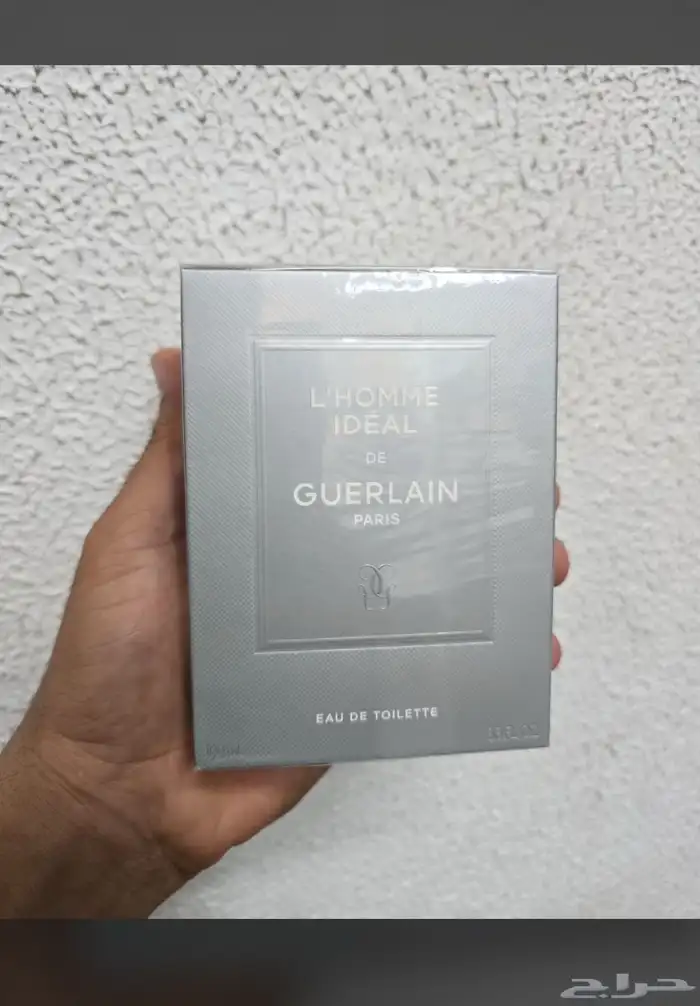 L'HOMME
IDÉAL
DE
GUERLAIN
PARIS
EAU DE TOILETTE
حراج